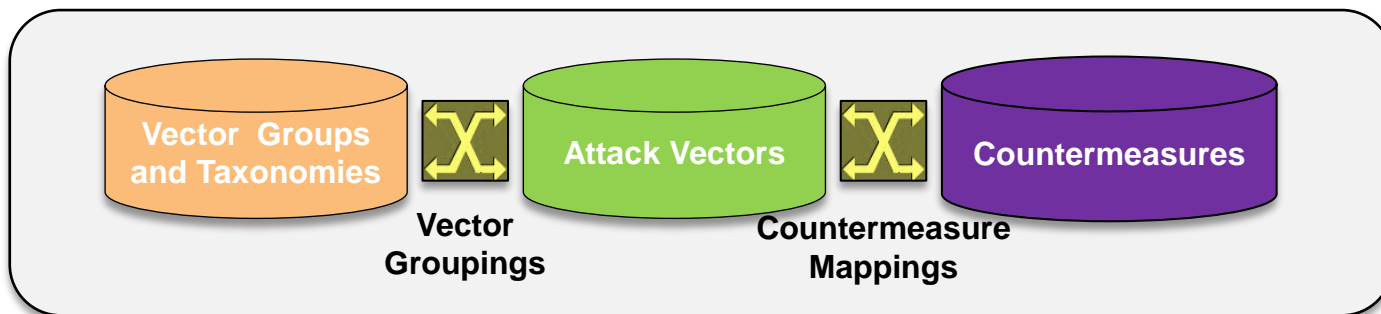 Vector Groups
and Taxonomies
Attack Vectors
Countermeasures
Vector
Groupings
Countermeasure
Mappings